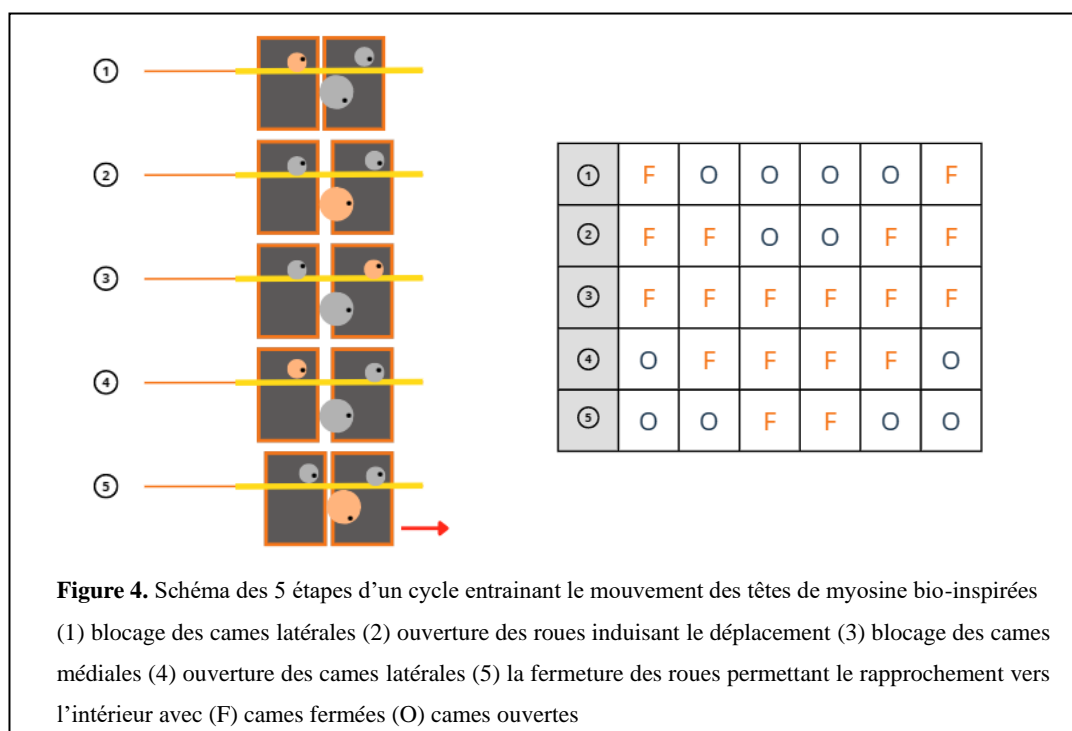 ①
②
③
④
⑤
① F O O O O F
② F F O O F F
③ F F F F F F
④ O F F F F O
⑤ O O F F O O
Figure 4. Schéma des 5 étapes d’un cycle entrainant le mouvement des têtes de myosine bio-inspirées
(1) blocage des cames latérales (2) ouverture des roues induisant le déplacement (3) blocage des cames
médiales (4) ouverture des cames latérales (5) la fermeture des roues permettant le rapprochement vers
l’intérieur avec (F) cames fermées (O) cames ouvertes